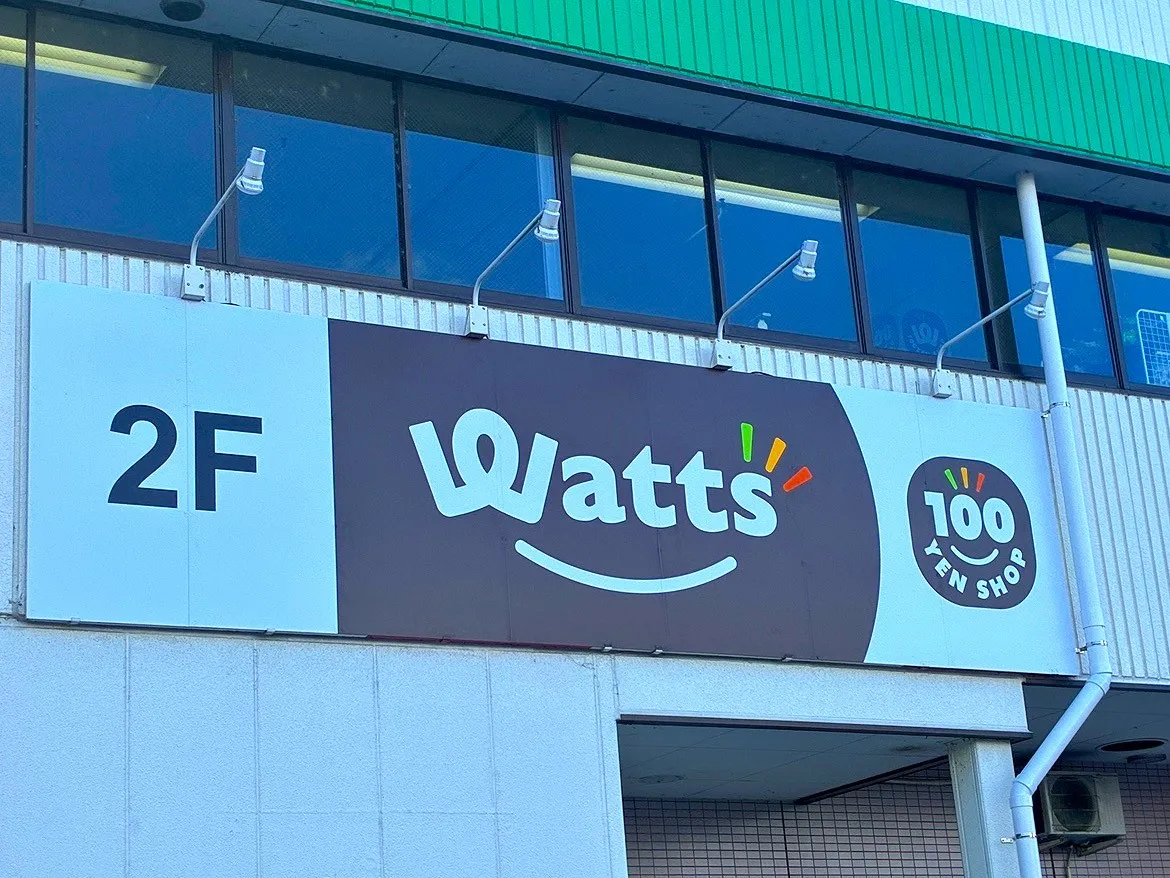 2F
Watts
100
YEN SHOP